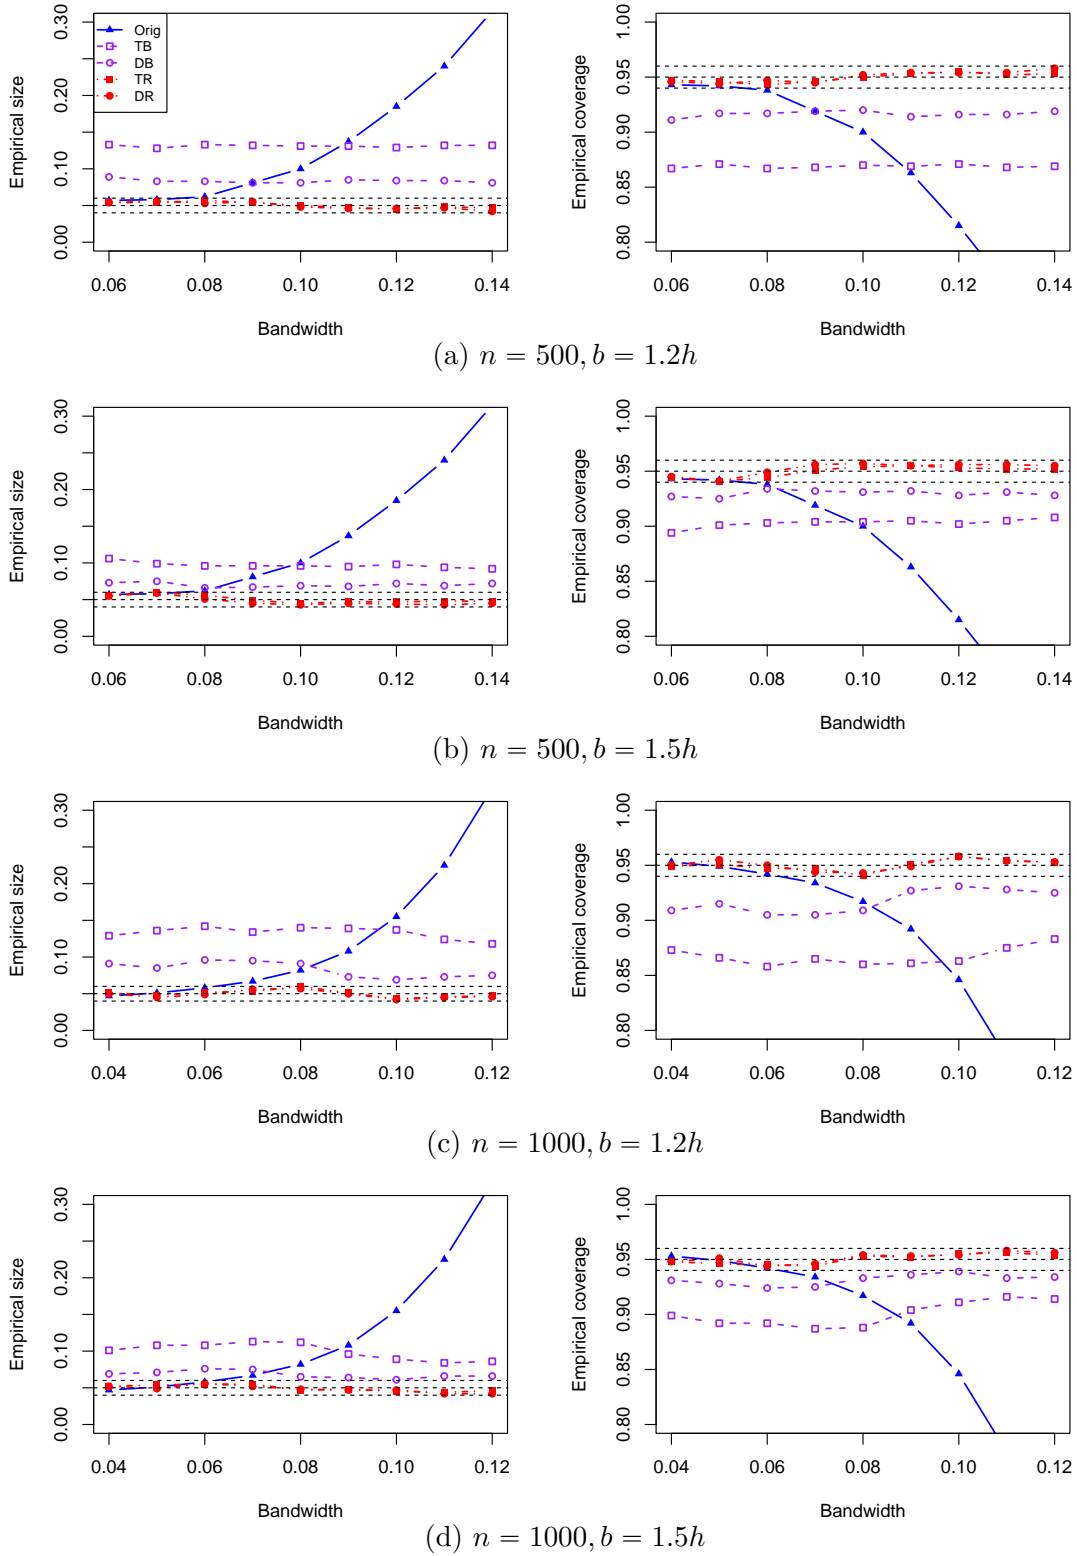 Empirical size
0.00 0.10 0.20 0.30
Orig
TB
DB
TR
DR
0.06 0.08 0.10 0.12 0.14
Bandwidth
Empirical coverage
0.80 0.85 0.90 0.95 1.00
0.06 0.08 0.10 0.12 0.14
Bandwidth
(a) n = 500, b = 1.2h
Empirical size
0.00 0.10 0.20 0.30
0.06 0.08 0.10 0.12 0.14
Bandwidth
Empirical coverage
0.80 0.85 0.90 0.95 1.00
0.06 0.08 0.10 0.12 0.14
Bandwidth
(b) n = 500, b = 1.5h
Empirical size
0.00 0.10 0.20 0.30
0.04 0.06 0.08 0.10 0.12
Bandwidth
Empirical coverage
0.80 0.85 0.90 0.95 1.00
0.04 0.06 0.08 0.10 0.12
Bandwidth
(c) n = 1000, b = 1.2h
Empirical size
0.00 0.10 0.20 0.30
0.04 0.06 0.08 0.10 0.12
Bandwidth
Empirical coverage
0.80 0.85 0.90 0.95 1.00
0.04 0.06 0.08 0.10 0.12
Bandwidth
(d) n = 1000, b = 1.5h